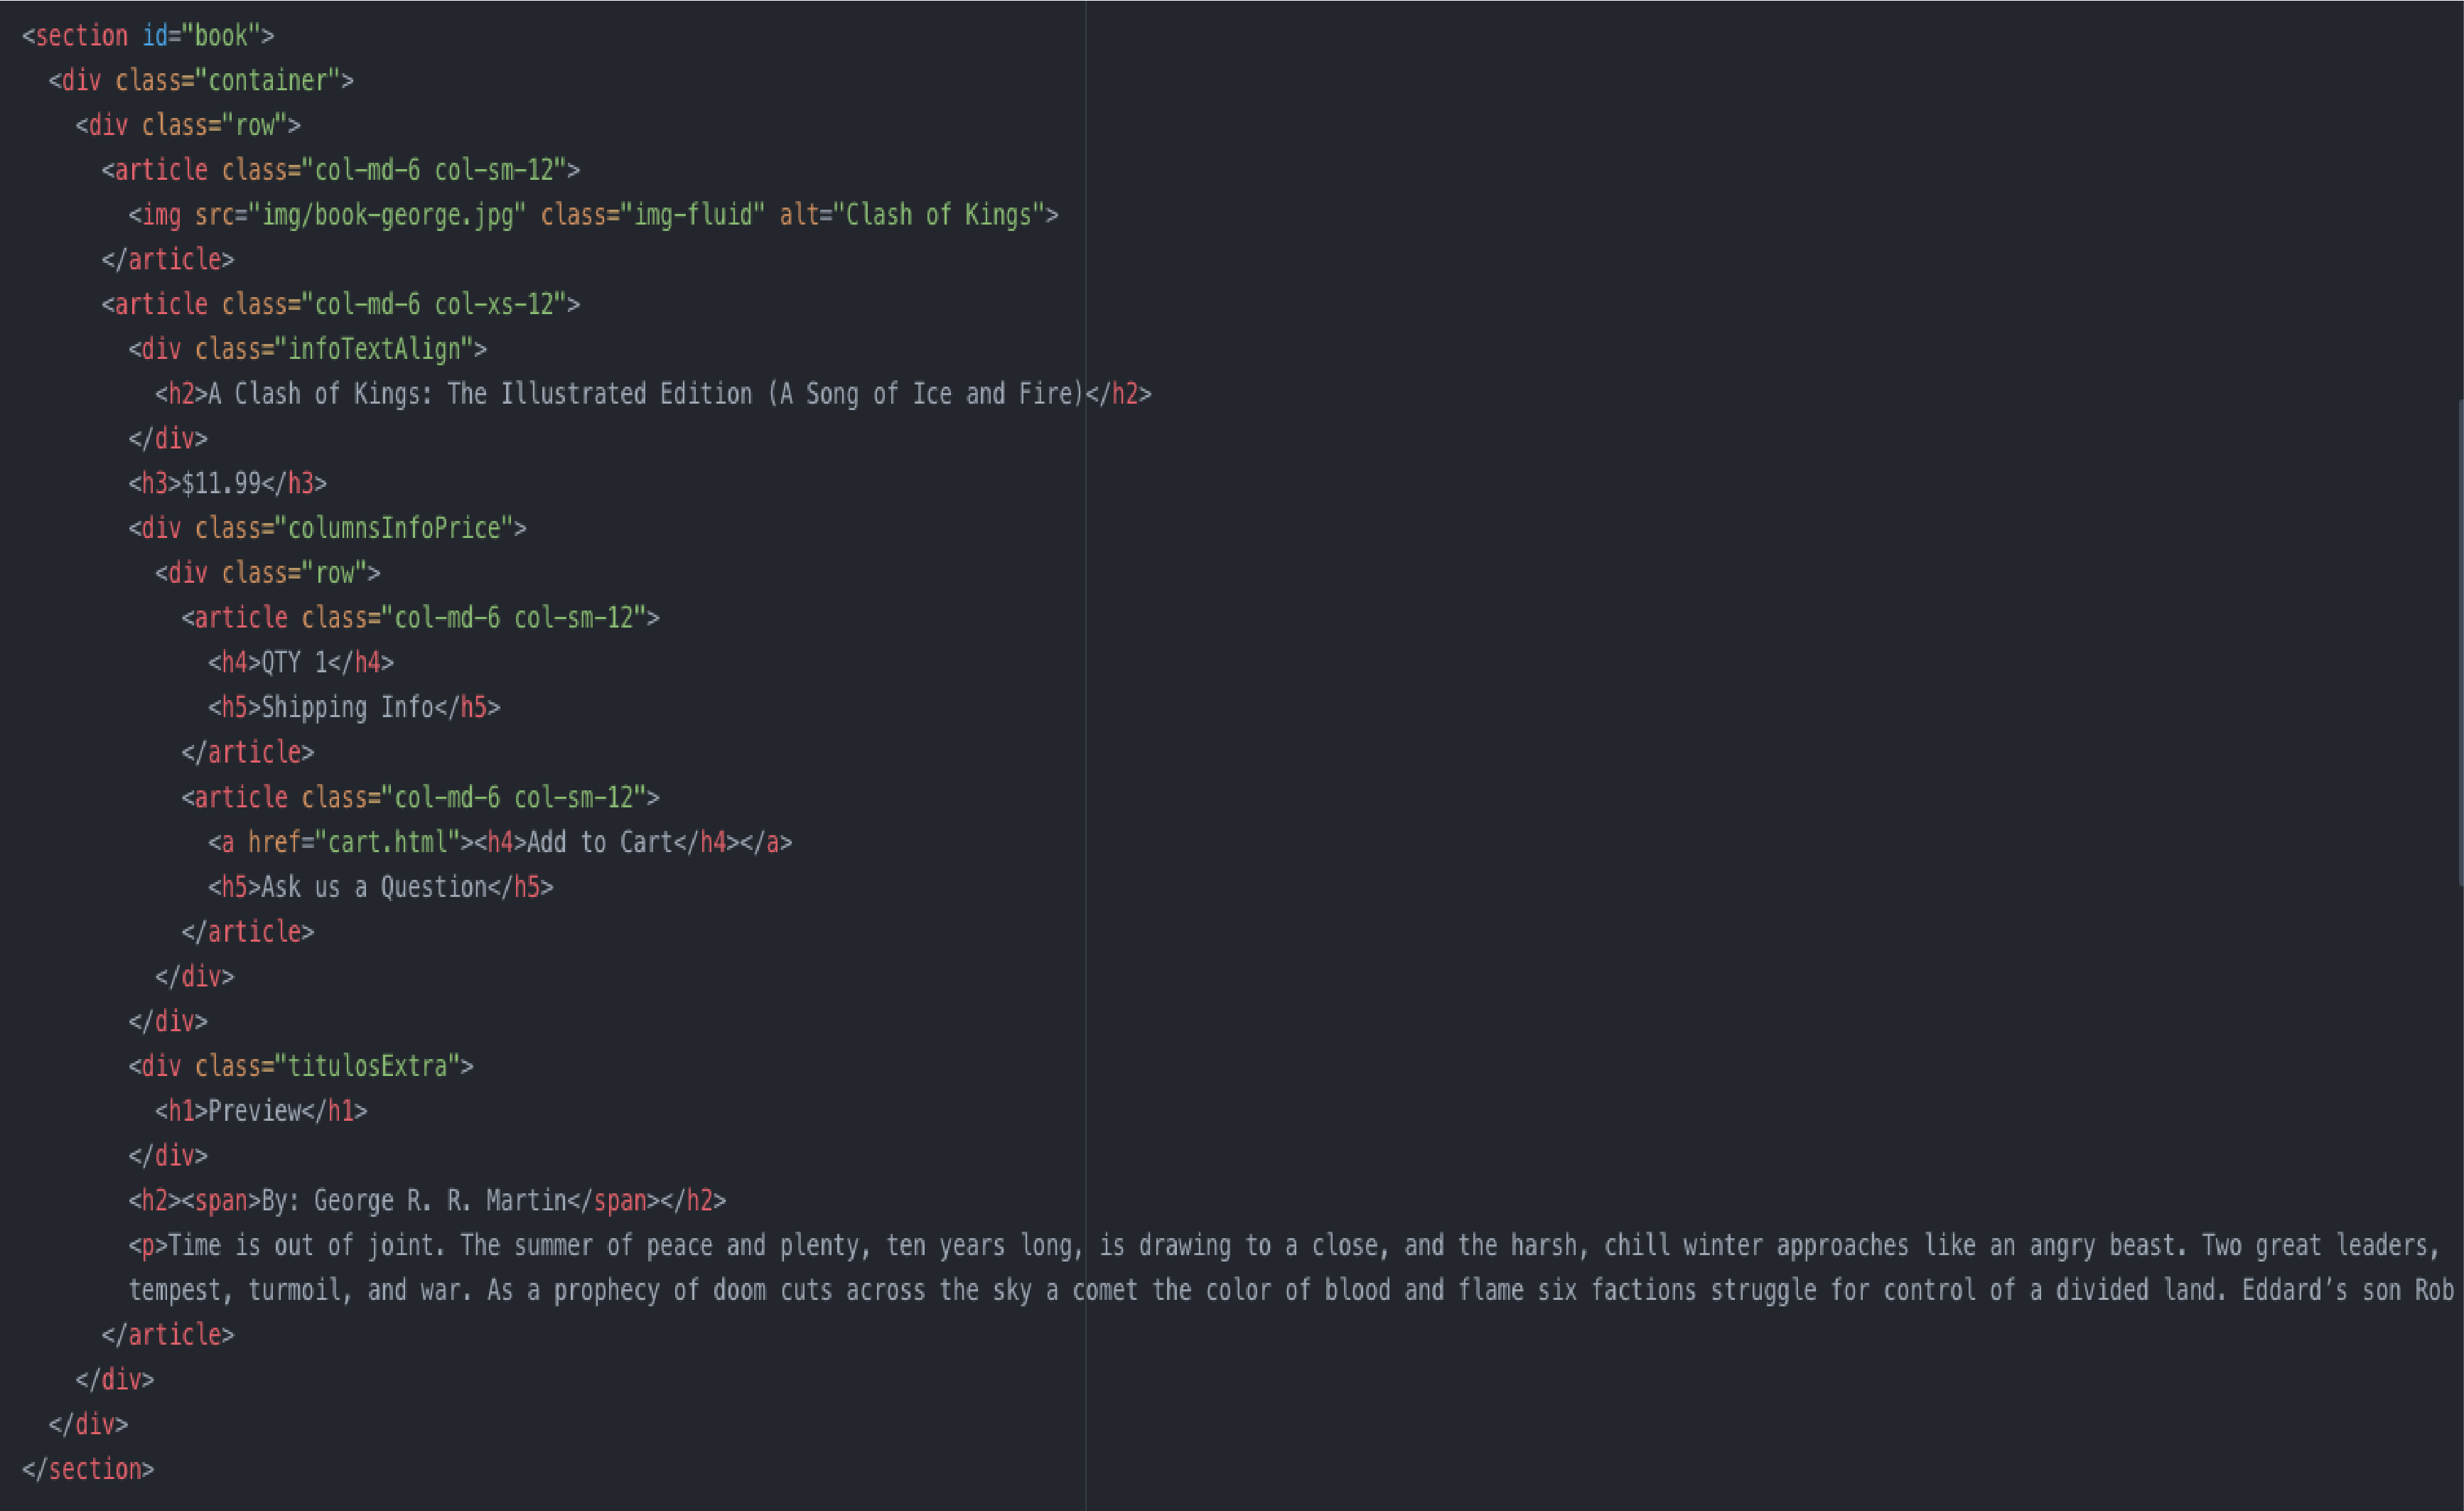 <section id="book">
  <div class="container">
    <div class="row">
      <article class="col-md-6 col-sm-12">
        <img src="img/book-george.jpg" class="img-fluid" alt="Clash of Kings">
      </article>
      <article class="col-md-6 col-xs-12">
        <div class="infoTextAlign">
          <h2>A Clash of Kings: The Illustrated Edition (A Song of Ice and Fire)</h2>
        </div>
        <h3>$11.99</h3>
        <div class="columnsInfoPrice">
          <div class="row">
            <article class="col-md-6 col-sm-12">
              <h4>QTY 1</h4>
              <h5>Shipping Info</h5>
            </article>
            <article class="col-md-6 col-sm-12">
              <a href="cart.html"><h4>Add to Cart</h4></a>
              <h5>Ask us a Question</h5>
            </article>
          </div>
        </div>
        <div class="titulosExtra">
          <h1>Preview</h1>
        </div>
        <h2><span>By: George R. R. Martin</span></h2>
        <p>Time is out of joint. The summer of peace and plenty, ten years long, is drawing to a close, and the harsh, chill winter approaches like an angry beast. Two great leaders,
        tempest, turmoil, and war. As a prophecy of doom cuts across the sky a comet the color of blood and flame six factions struggle for control of a divided land. Eddard’s son Rob
      </article>
    </div>
  </div>
</section>